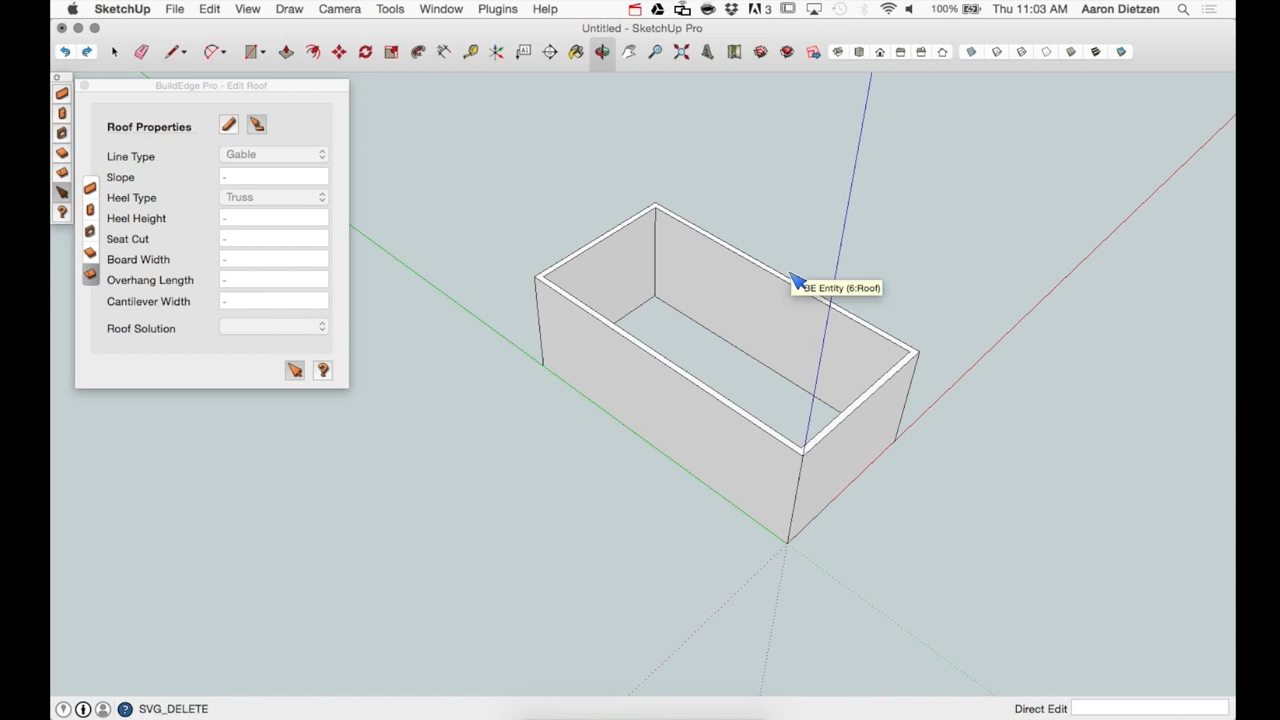 SketchUp File Edit View Draw Camera Tools Window Plugins Help 3 100% Thu 11:03 AM Aaron Dietzen
Untitled - SketchUp Pro
BuildEdge Pro - Edit Roof
Roof Properties
Line Type Gable
Slope -
Heel Type Truss
Heel Height -
Seat Cut -
Board Width -
Overhang Length -
Cantilever Width -
Roof Solution
BE Entity (6:Roof)
SVG_DELETE Direct Edit